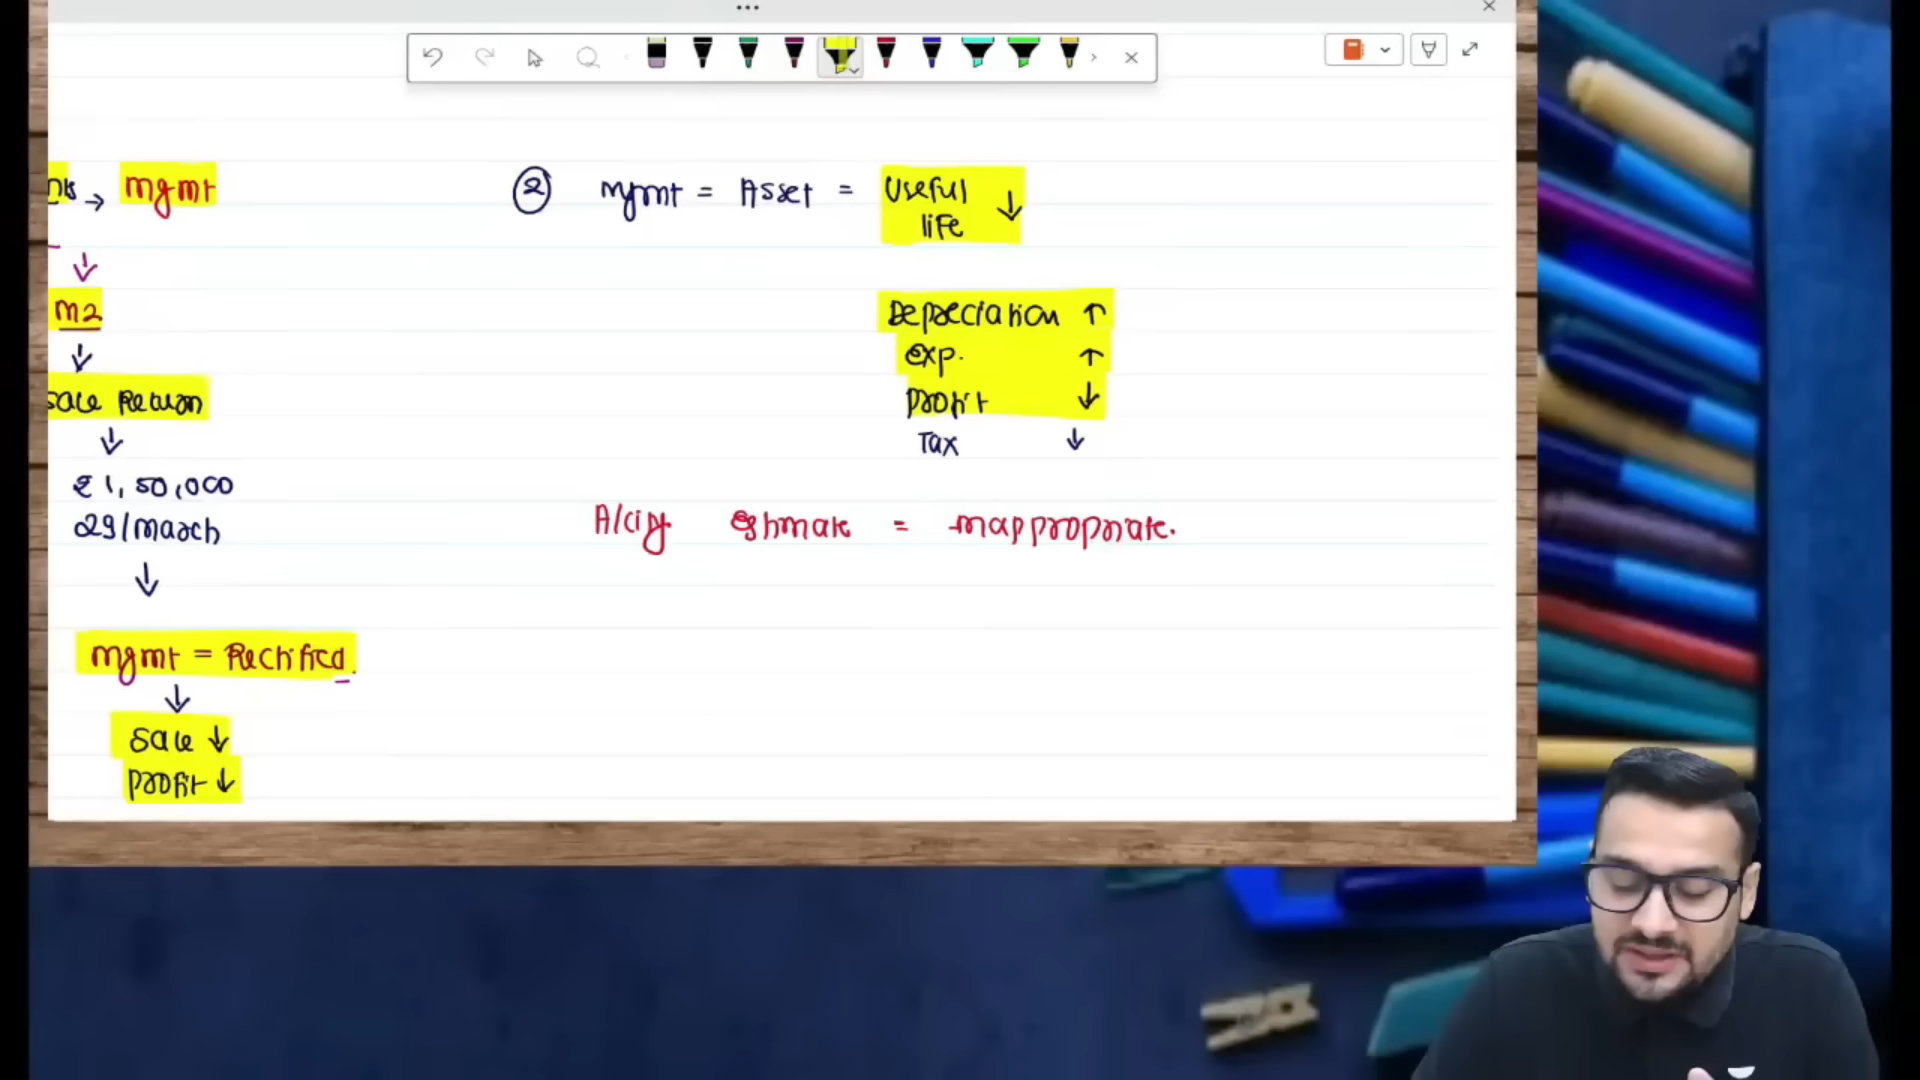 → mgmt
↓
M2
↓
Sale Return
↓
₹1,50,000
29/march
↓
mgmt = Rectified.
↓
Sale ↓
profit ↓
② mgmt = Asset = Useful life ↓
Depreciation ↑
exp. ↑
profit ↓
Tax ↓
A/cing Estimate = inappropriate.